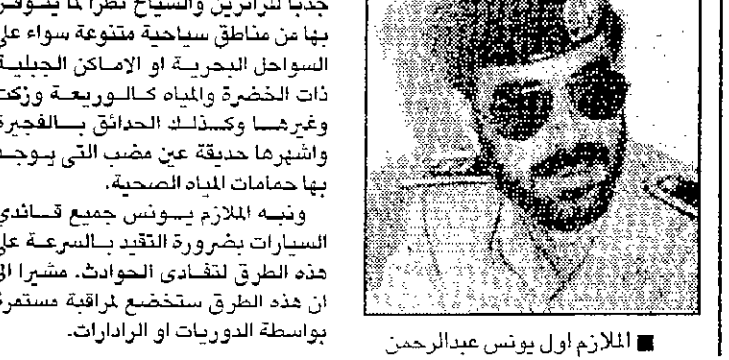 جذبا للزائرين والسياح نظرا لما يتوفر
بها من مناطق سياحية متنوعة سواء على
السواحل البحرية او الاماكن الجبلية
ذات الخضرة والمياه كالوريعة وزكت
وغيرها وكذلك الحدائق بالفجيرة
واشهرها حديقة عين مضب التى يوجد
بها حمامات المياه الصحية.
ونبه الملازم يونس جميع قائدي
السيارات بضرورة التقيد بالسرعة على
هذه الطرق لتفادى الحوادث. مشيرا الى
ان هذه الطرق ستخضع لمراقبة مستمرة
بواسطة الدوريات او الرادارات.
■ الملازم اول يونس عبدالرحمن